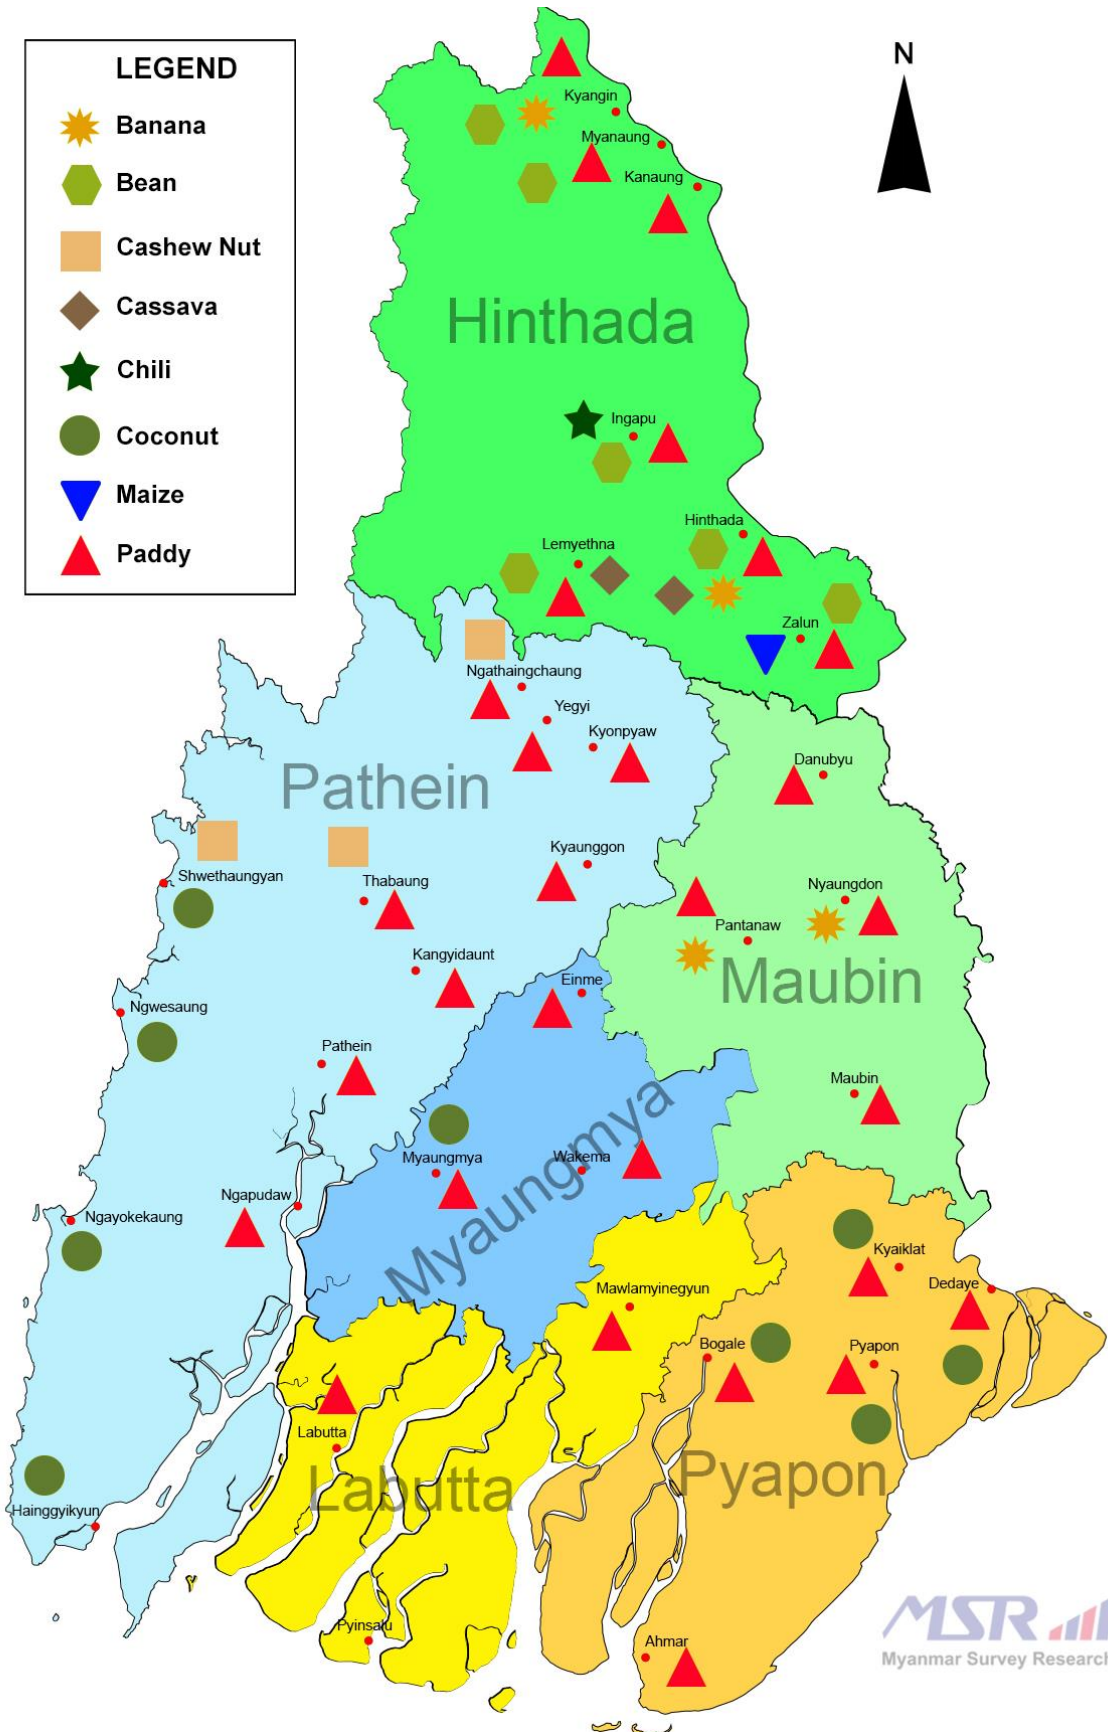 LEGEND
Banana
Bean
Cashew Nut
Cassava
Chili
Coconut
Maize
Paddy
N
Kyangin
Myanaung
Kanaung
Hinthada
Ingapu
Hinthada
Lemyethna
Zalun
Ngathaingchaung
Yegyi
Kyonpyaw
Danubyu
Pathein
Kyaunggon
Shwethaungyan
Thabaung
Nyaungdon
Pantanaw
Kangyidaunt
Maubin
Einme
Ngwesaung
Pathein
Maubin
Myaungmya
Myaungmya
Wakema
Ngapudaw
Ngayokekaung
Kyaiklat
Dedaye
Mawlamyinegyun
Bogale
Pyapon
Labutta
Labutta
Pyapon
Hainggyikyun
Pyinsalu
Ahmar
MSR
Myanmar Survey Research